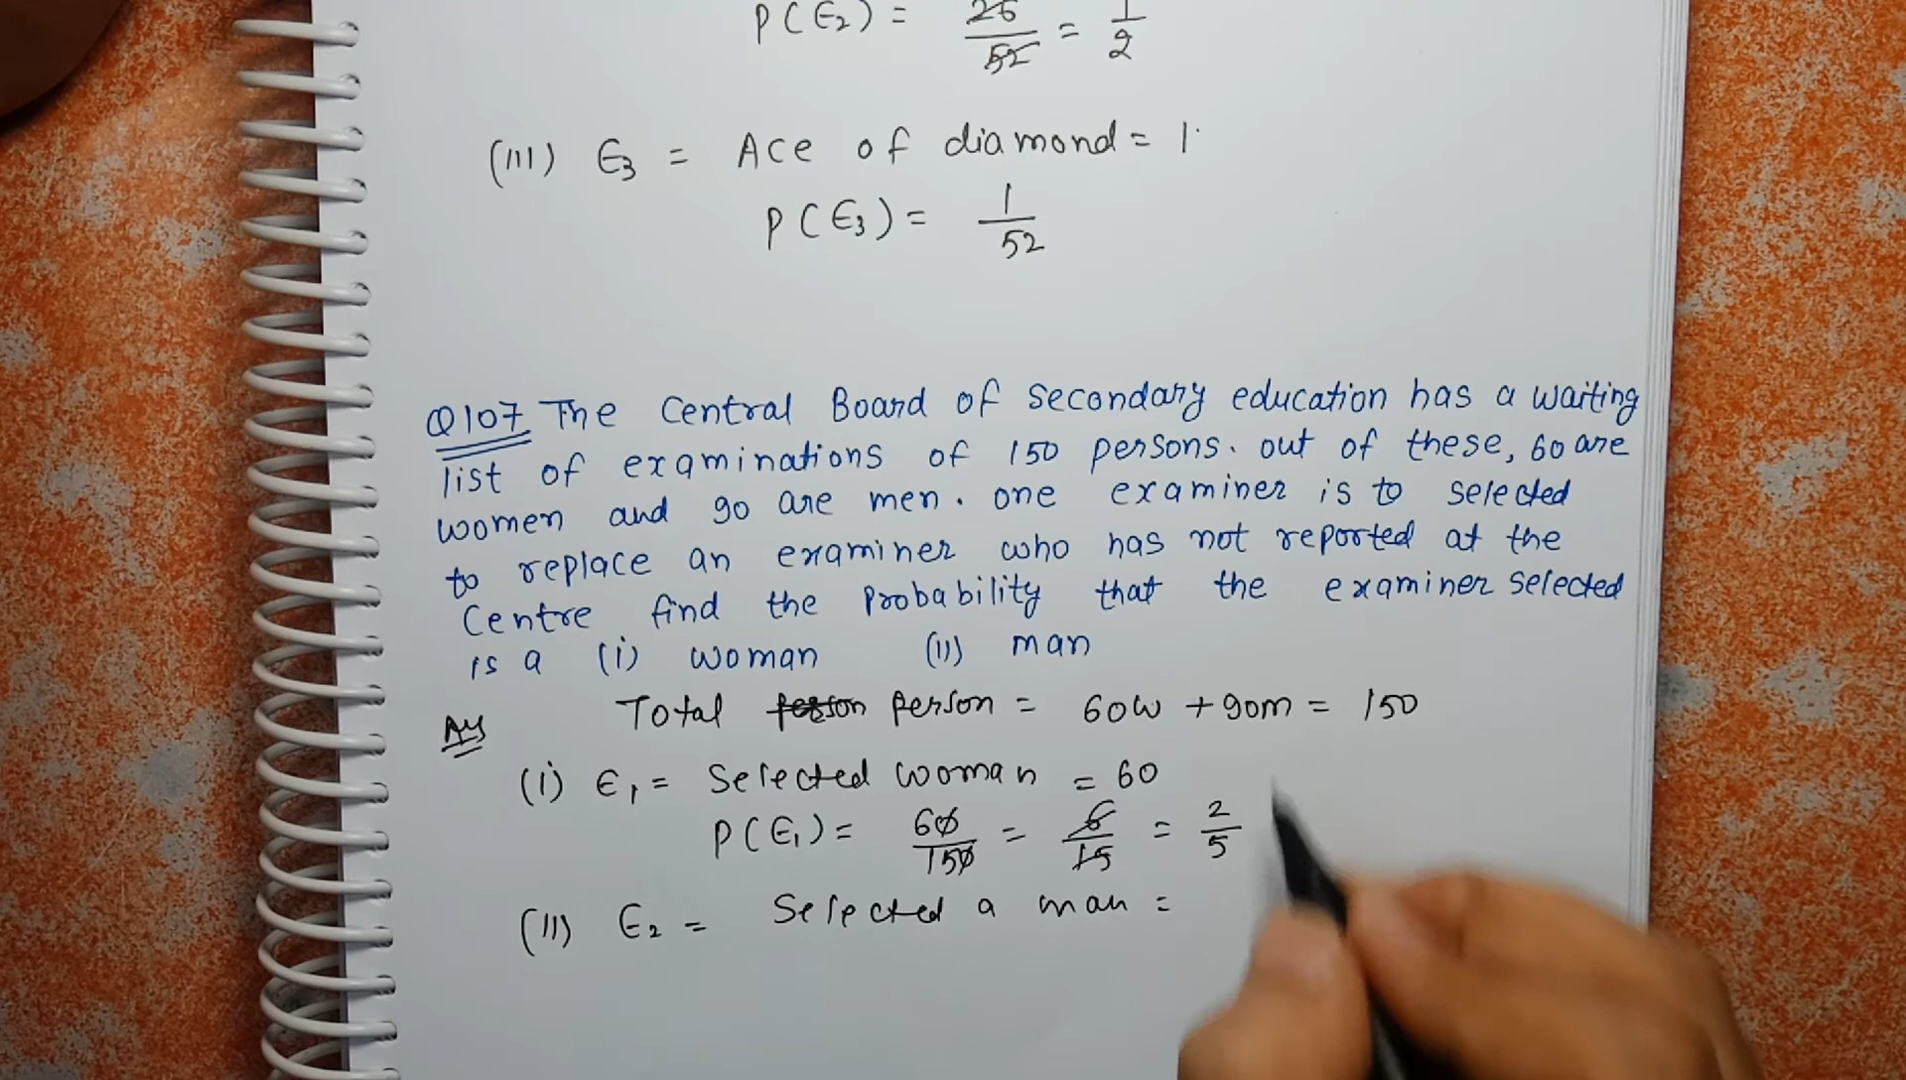 P(E₂) = 26/52 = 1/2
(III) E₃ = Ace of diamond = 1.
P(E₃) = 1/52
Q107 The Central Board of secondary education has a waiting
list of examinations of 150 persons. out of these, 60 are
women and 90 are men. one examiner is to selected
to replace an examiner who has not reported at the
Centre find the Probability that the examiner selected
is a (i) woman (ii) man
Ans Total person person = 60w + 90m = 150
(i) E₁ = Selected woman = 60
P(E₁) = 60/150 = 6/15 = 2/5
(II) E₂ = Selected a man =